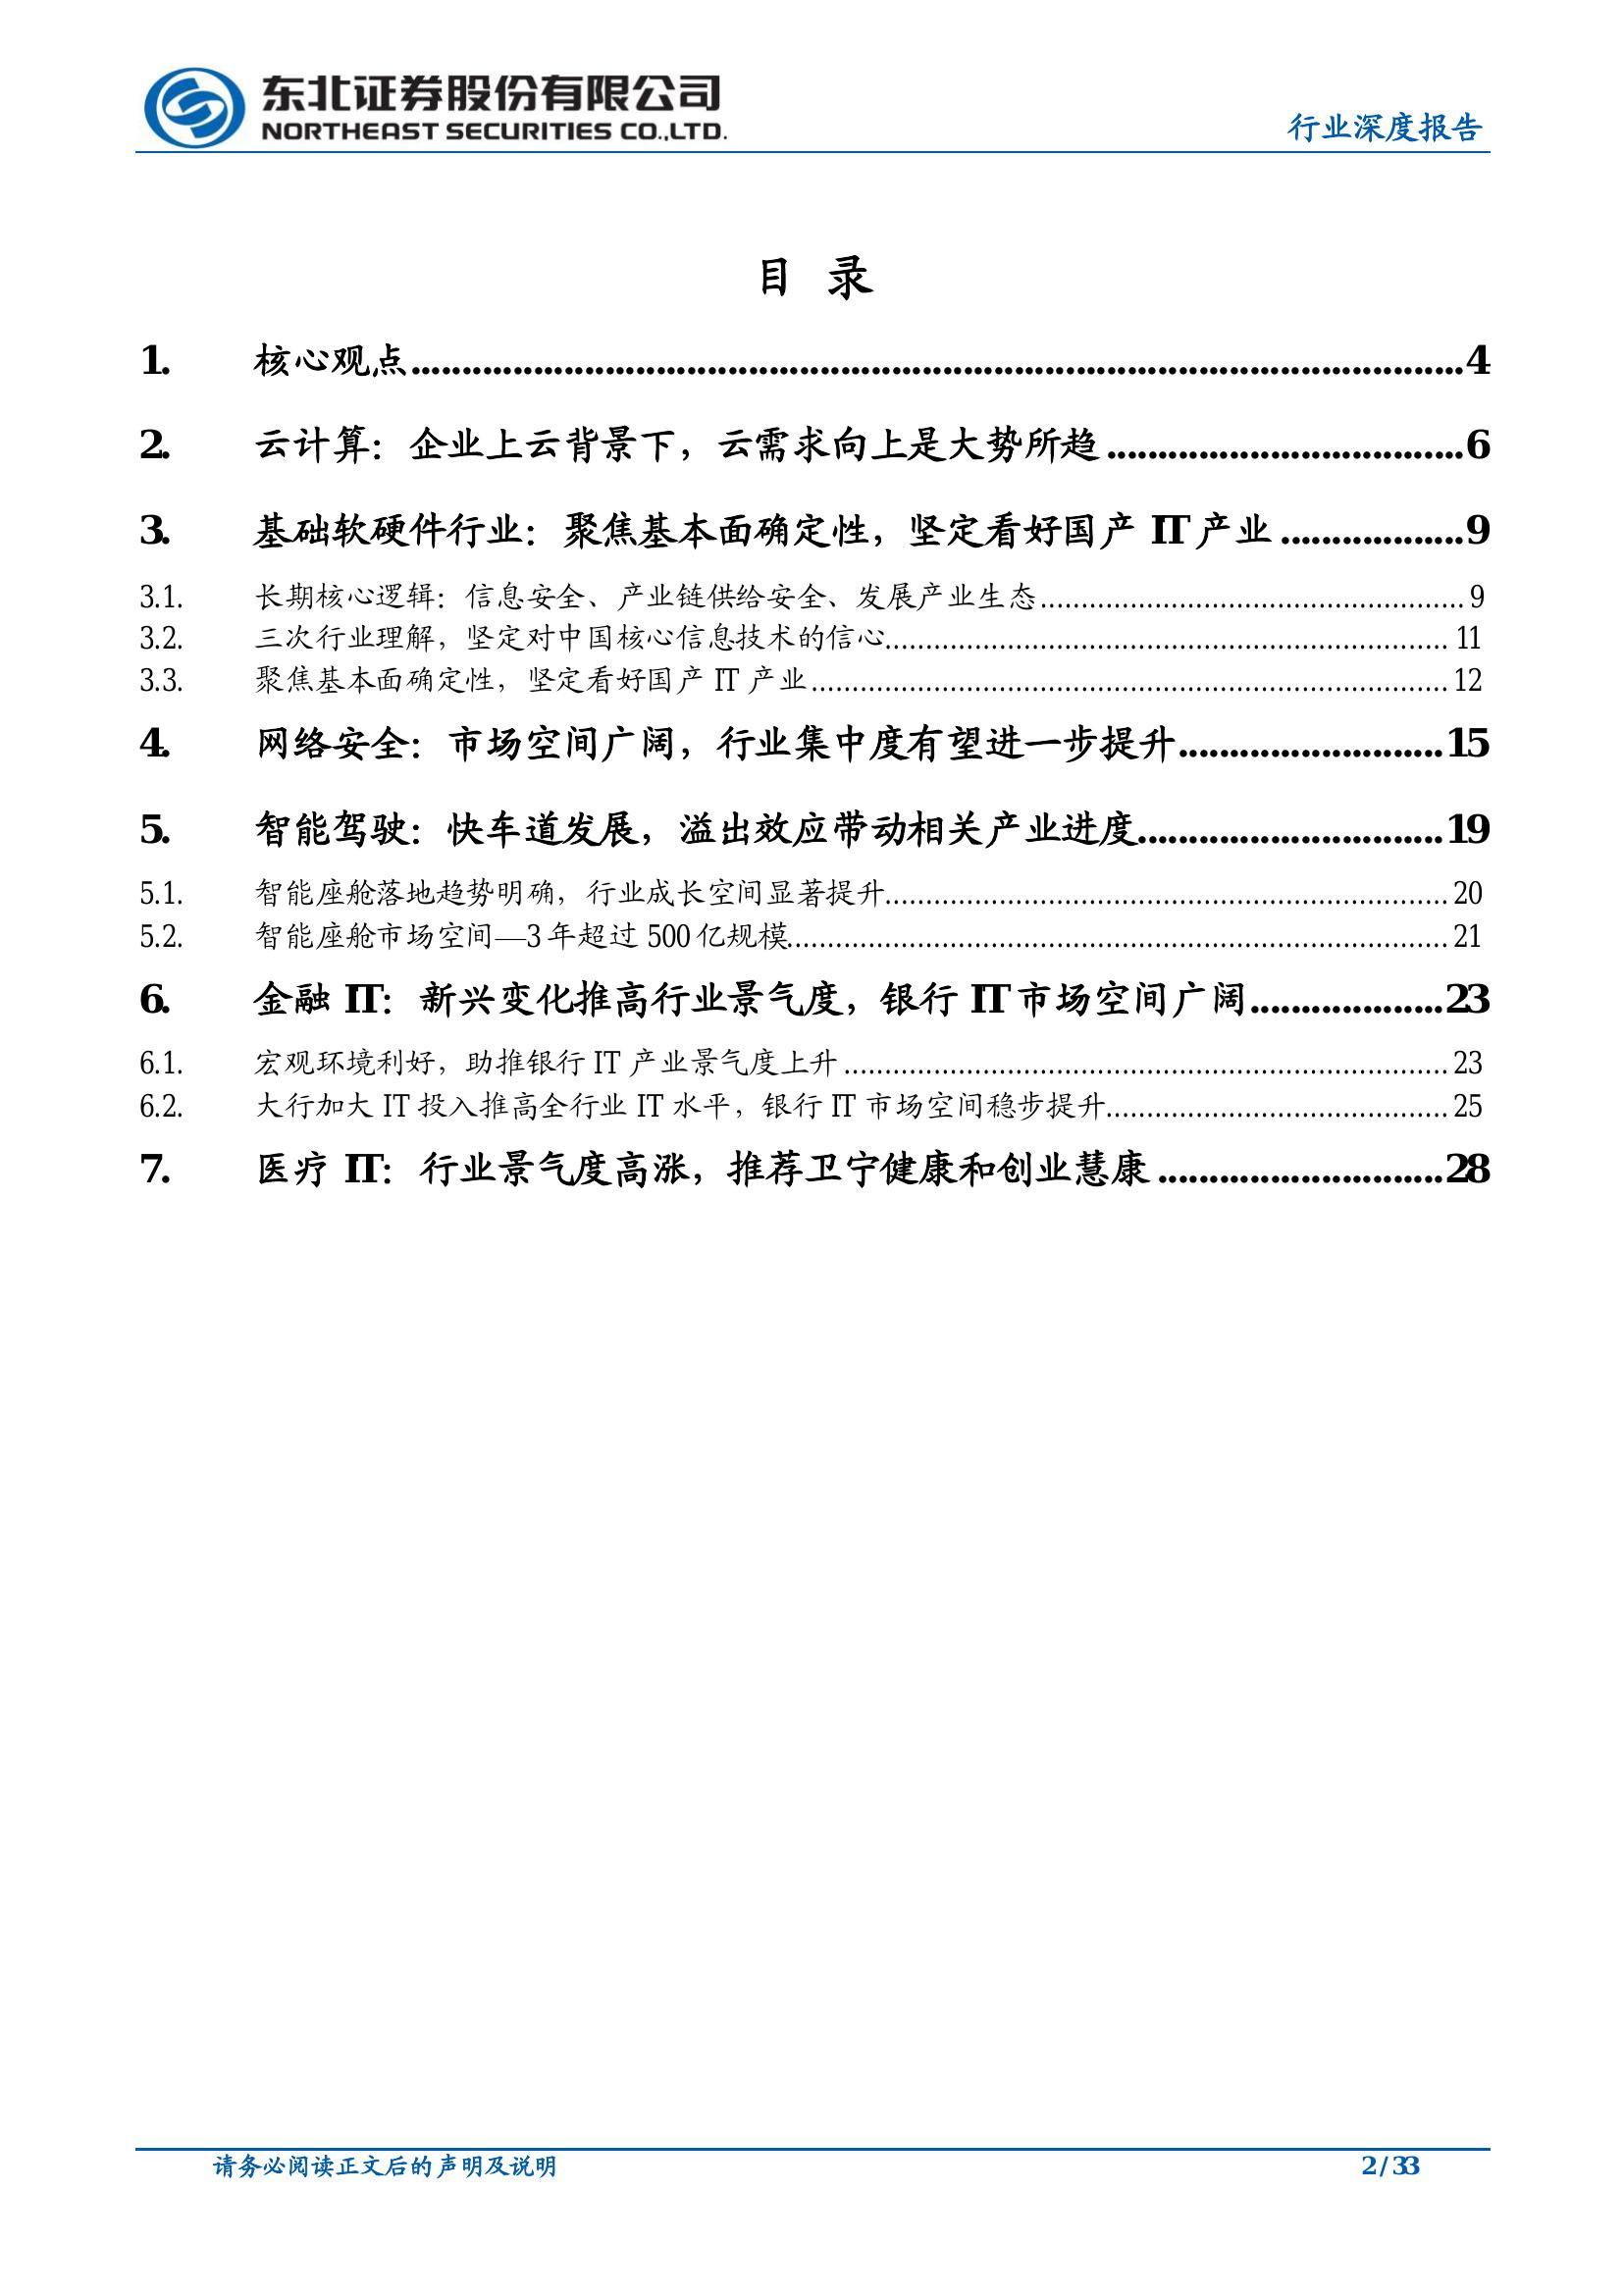 东北证券股份有限公司
NORTHEAST SECURITIES CO.,LTD.
行业深度报告
目 录
1. 核心观点 4
2. 云计算：企业上云背景下，云需求向上是大势所趋 6
3. 基础软硬件行业：聚焦基本面确定性，坚定看好国产 IT 产业 9
3.1. 长期核心逻辑：信息安全、产业链供给安全、发展产业生态 9
3.2. 三次行业理解，坚定对中国核心信息技术的信心 11
3.3. 聚焦基本面确定性，坚定看好国产 IT 产业 12
4. 网络安全：市场空间广阔，行业集中度有望进一步提升 15
5. 智能驾驶：快车道发展，溢出效应带动相关产业进度 19
5.1. 智能座舱落地趋势明确，行业成长空间显著提升 20
5.2. 智能座舱市场空间—3 年超过 500 亿规模 21
6. 金融 IT：新兴变化推高行业景气度，银行 IT 市场空间广阔 23
6.1. 宏观环境利好，助推银行 IT 产业景气度上升 23
6.2. 大行加大 IT 投入推高全行业 IT 水平，银行 IT 市场空间稳步提升 25
7. 医疗 IT：行业景气度高涨，推荐卫宁健康和创业慧康 28
请务必阅读正文后的声明及说明 2 / 33